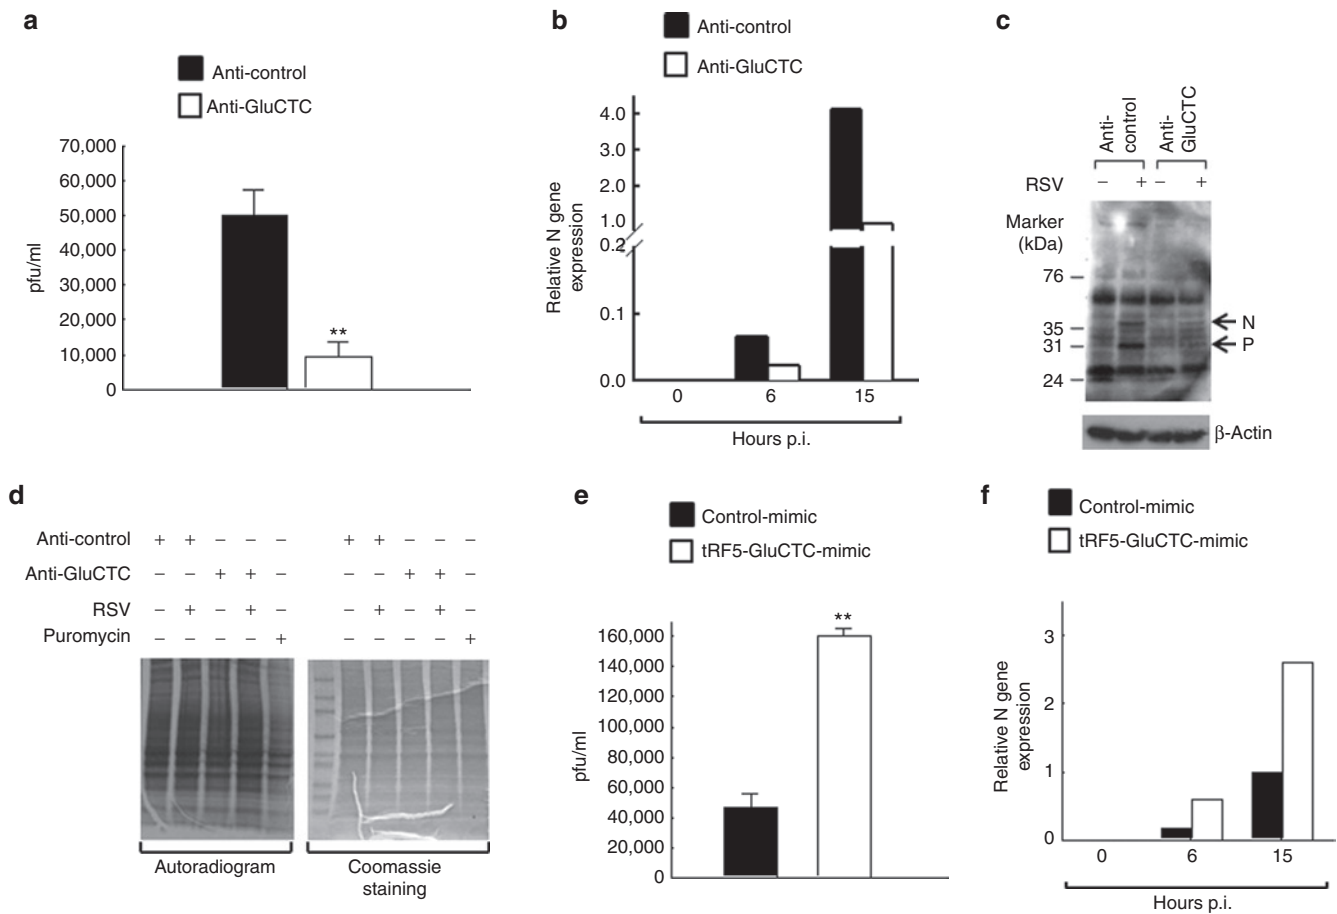 a
Anti-control
Anti-GluCTC
70,000
60,000
50,000
40,000
30,000
20,000
10,000
0
pfu/ml
**
b
Anti-control
Anti-GluCTC
4.0
3.0
2.0
1.0
0.2
0.1
0.0
Relative N gene
expression
0 6 15
Hours p.i.
c
Anti-
control
Anti-
GluCTC
RSV – + – +
Marker
(kDa)
76
35
31
24
N
P
β-Actin
d
Anti-control + + – – – + + – – –
Anti-GluCTC – – + + – – – + + –
RSV – + – + – – + – + –
Puromycin – – – – + – – – – +
Autoradiogram
Coomassie
staining
e
Control-mimic
tRF5-GluCTC-mimic
160,000
140,000
120,000
100,000
80,000
60,000
40,000
20,000
0
pfu/ml
**
f
Control-mimic
tRF5-GluCTC-mimic
3
2
1
0
Relative N gene
expression
0 6 15
Hours p.i.